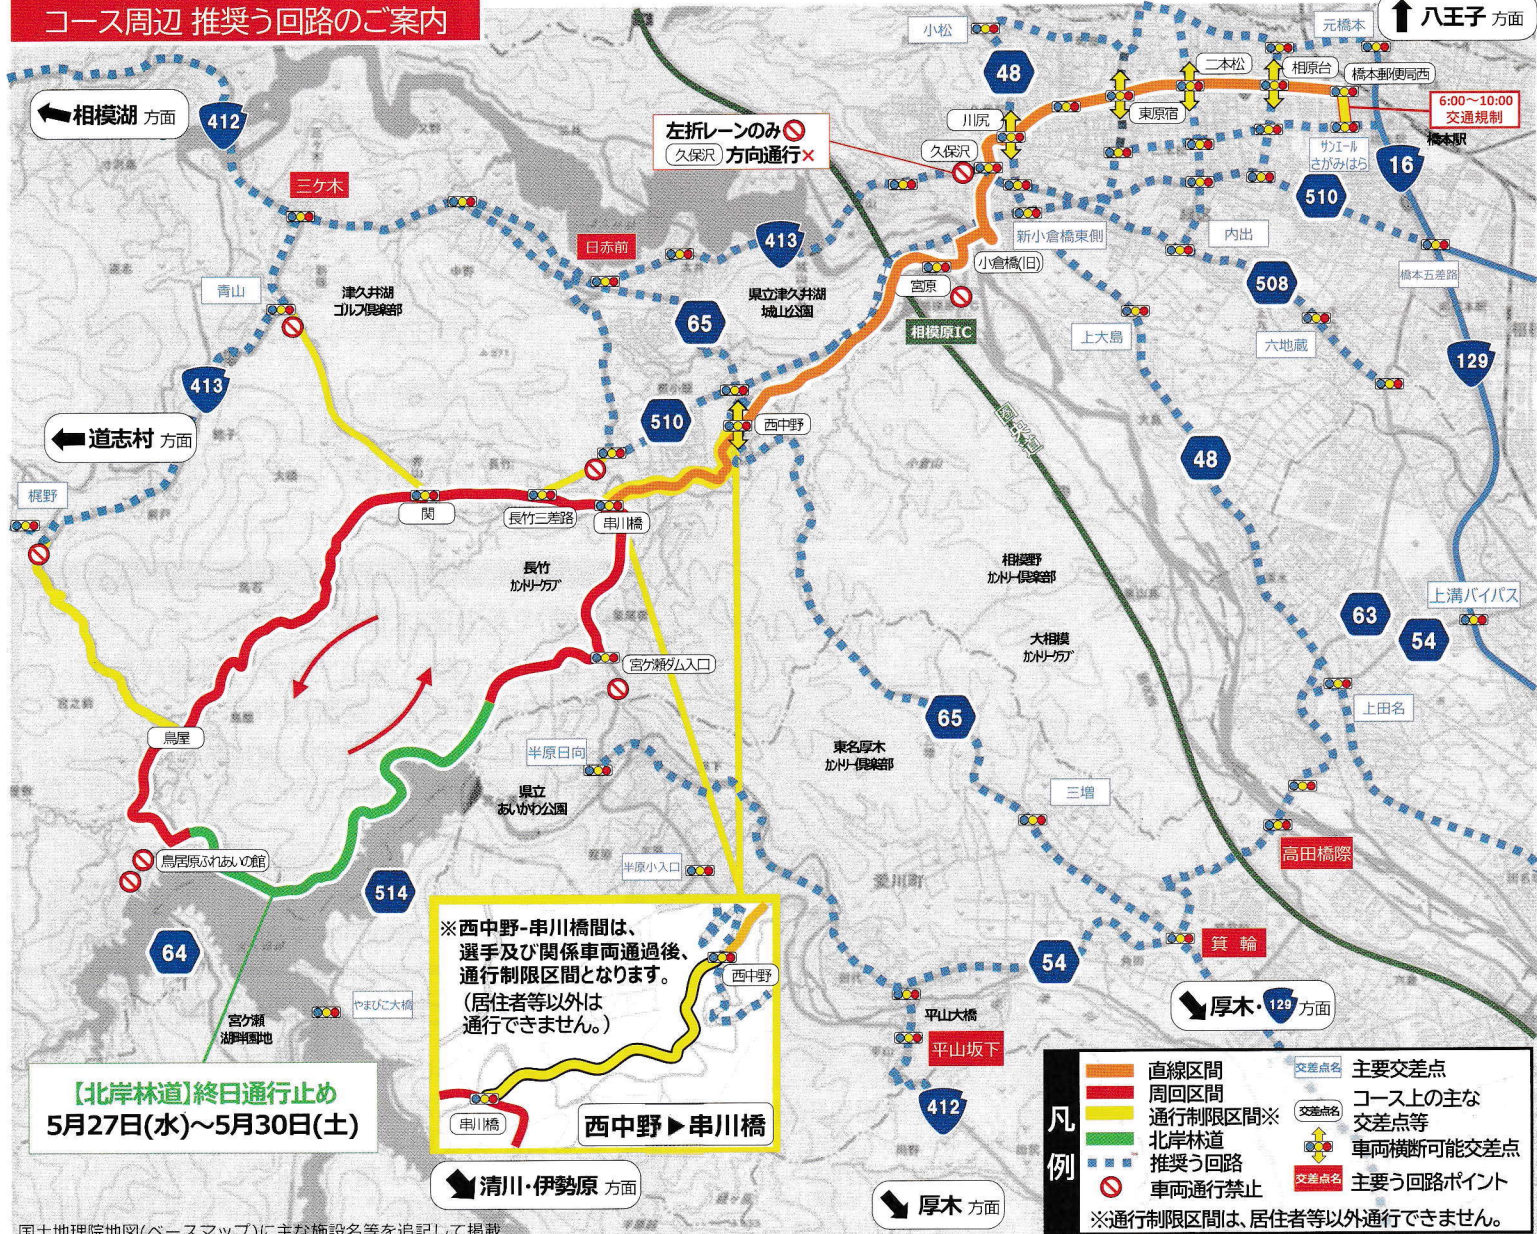 コース周辺 推奨う回路のご案内
八王子 方面
小松
元橋本
48
二本松
相原台
橋本郵便局西
相模湖 方面
412
左折レーンのみ
久保沢 方向通行×
川尻
東原宿
6:00～10:00
交通規制
橋本駅
久保沢
サンエール
さがみはら
16
三ケ木
510
日赤前
413
新小倉橋東側
内出
小倉橋(旧)
橋本五差路
青山
津久井湖
ゴルフ倶楽部
県立津久井湖
城山公園
宮原
508
65
相模原IC
上大島
六地蔵
413
129
510
西中野
道志村 方面
48
梶野
関
長竹三差路
串川橋
長竹
カントリークラブ
相模野
カントリー倶楽部
63
上溝バイパス
54
大相模
カントリークラブ
宮ケ瀬ダム入口
鳥屋
65
上田名
半原日向
東名厚木
カントリー倶楽部
県立
あいかわ公園
三増
鳥居原ふれあいの館
半原小入口
高田橋際
愛川町
514
64
※西中野-串川橋間は、
選手及び関係車両通過後、
通行制限区間となります。
(居住者等以外は
通行できません。)
西中野
串川橋
西中野▶串川橋
箕輪
54
やまびこ大橋
宮ケ瀬
湖畔園地
平山大橋
平山坂下
厚木・129 方面
【北岸林道】終日通行止め
5月27日(水)～5月30日(土)
412
清川・伊勢原 方面
厚木 方面
凡例
直線区間
周回区間
通行制限区間※
北岸林道
推奨う回路
車両通行禁止
交差点名 主要交差点
交差点名 コース上の主な
交差点等
車両横断可能交差点
交差点名 主要う回路ポイント
※通行制限区間は、居住者等以外通行できません。
国土地理院地図(ベースマップ)に主な施設名等を追記して掲載